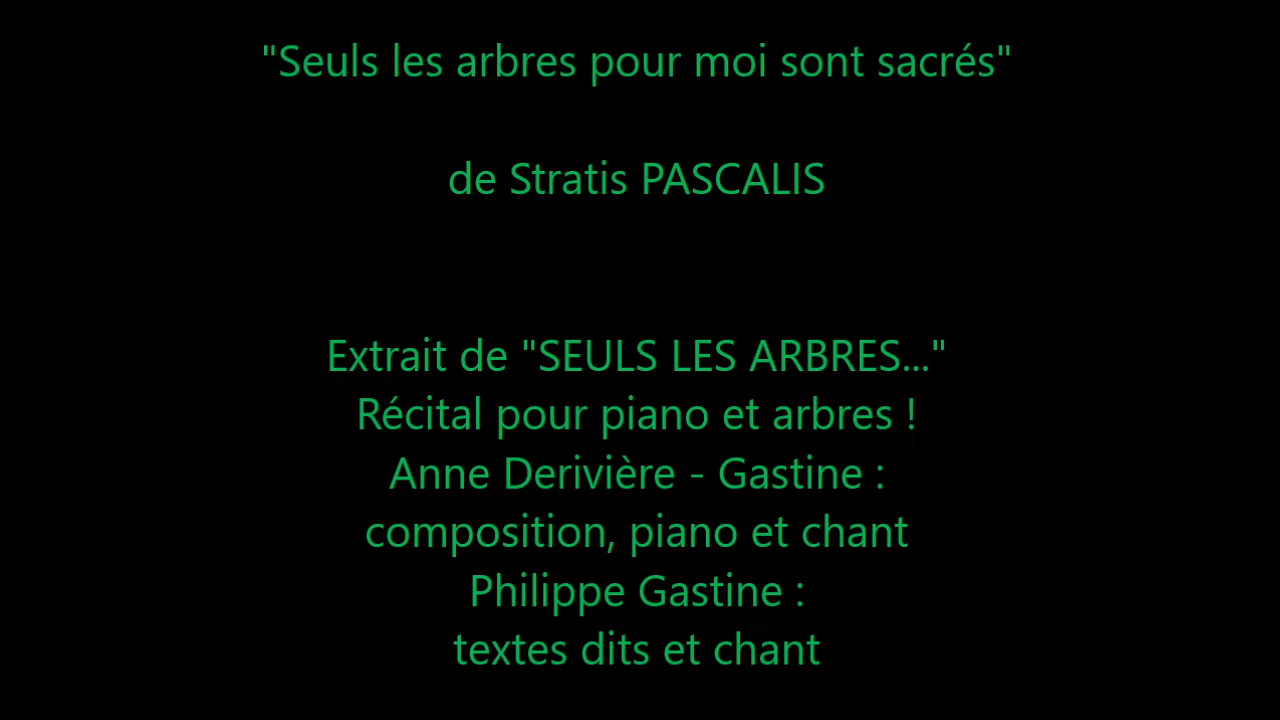 "Seuls les arbres pour moi sont sacrés"
de Stratis PASCALIS
Extrait de "SEULS LES ARBRES..."
Récital pour piano et arbres !
Anne Derivière - Gastine :
composition, piano et chant
Philippe Gastine :
textes dits et chant